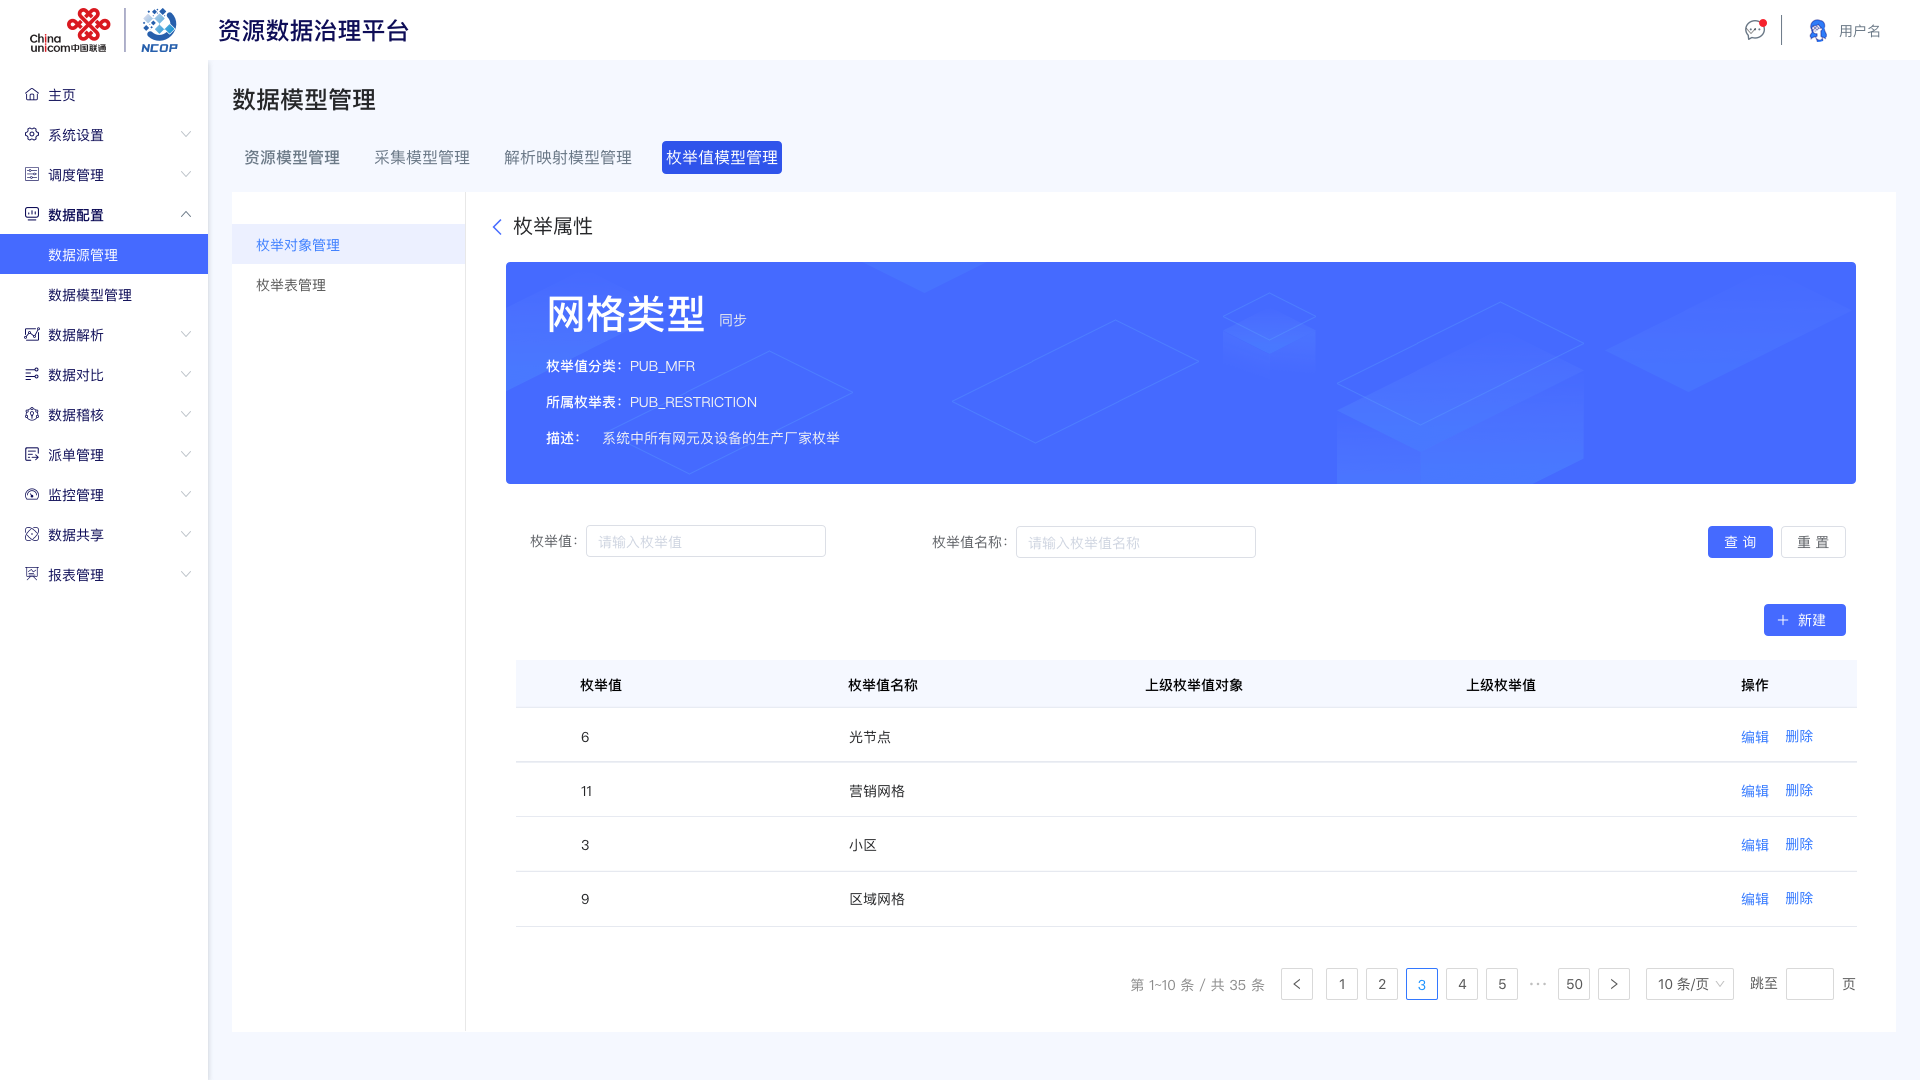 China
unicom中国联通
NCOP
资源数据治理平台
用户名
主页
系统设置
调度管理
数据配置
数据源管理
数据模型管理
数据解析
数据对比
数据稽核
派单管理
监控管理
数据共享
报表管理
数据模型管理
资源模型管理 采集模型管理 解析映射模型管理 枚举值模型管理
枚举对象管理
枚举表管理
枚举属性
网格类型 同步
枚举值分类：PUB_MFR
所属枚举表：PUB_RESTRICTION
描述： 系统中所有网元及设备的生产厂家枚举
枚举值： 请输入枚举值 枚举值名称： 请输入枚举值名称 查 询 重 置
新建
枚举值 枚举值名称 上级枚举值对象 上级枚举值 操作
6 光节点 编辑 删除
11 营销网格 编辑 删除
3 小区 编辑 删除
9 区域网格 编辑 删除
第 1~10 条 / 共 35 条 < 1 2 3 4 5 ··· 50 > 10 条/页 跳至 页